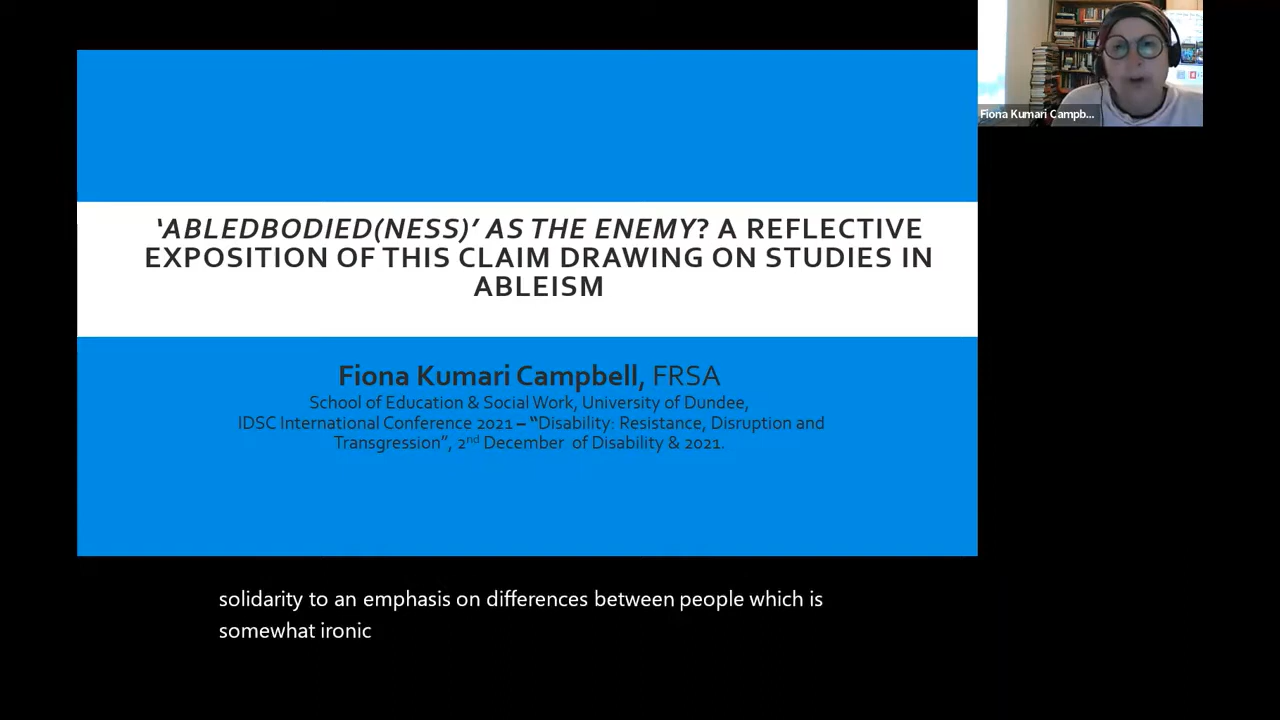 ‘ABLEDBODIED(NESS)’ AS THE ENEMY? A REFLECTIVE
EXPOSITION OF THIS CLAIM DRAWING ON STUDIES IN
ABLEISM
Fiona Kumari Campbell, FRSA
School of Education & Social Work, University of Dundee,
IDSC International Conference 2021 – “Disability: Resistance, Disruption and
Transgression”, 2nd December  of Disability & 2021.
Fiona Kumari Campb...
solidarity to an emphasis on differences between people which is
somewhat ironic